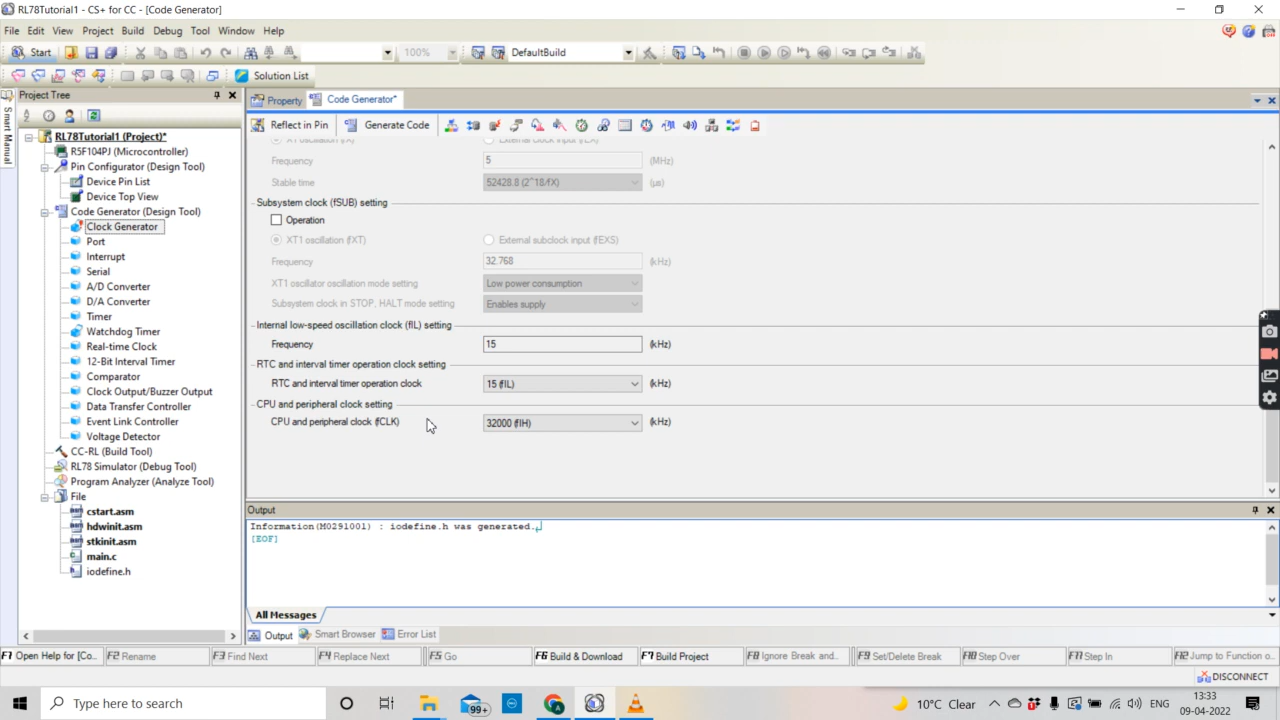 RL78Tutorial1 - CS+ for CC - [Code Generator]
File Edit View Project Build Debug Tool Window Help
Start 100% DefaultBuild
Solution List
Project Tree
Smart Manual
RL78Tutorial1 (Project)*
R5F104PJ (Microcontroller)
Pin Configurator (Design Tool)
Device Pin List
Device Top View
Code Generator (Design Tool)
Clock Generator
Port
Interrupt
Serial
A/D Converter
D/A Converter
Timer
Watchdog Timer
Real-time Clock
12-Bit Interval Timer
Comparator
Clock Output/Buzzer Output
Data Transfer Controller
Event Link Controller
Voltage Detector
CC-RL (Build Tool)
RL78 Simulator (Debug Tool)
Program Analyzer (Analyze Tool)
File
cstart.asm
hdwinit.asm
stkinit.asm
main.c
iodefine.h
Property Code Generator*
Reflect in Pin Generate Code
X1 oscillation (fX) External clock input (fEX)
Frequency 5 (MHz)
Stable time 52428.8 (2^18/fX) (µs)
Subsystem clock (fSUB) setting
Operation
XT1 oscillation (fXT) External subclock input (fEXS)
Frequency 32.768 (kHz)
XT1 oscillator oscillation mode setting Low power consumption
Subsystem clock in STOP, HALT mode setting Enables supply
Internal low-speed oscillation clock (fIL) setting
Frequency 15 (kHz)
RTC and interval timer operation clock setting
RTC and interval timer operation clock 15 (fIL) (kHz)
CPU and peripheral clock setting
CPU and peripheral clock (fCLK) 32000 (fIH) (kHz)
Output
Information(M0291001) : iodefine.h was generated.
[EOF]
All Messages
Output Smart Browser Error List
F1 Open Help for [Co... F2 Rename F3 Find Next F4 Replace Next F5 Go F6 Build & Download F7 Build Project F8 Ignore Break and... F9 Set/Delete Break F10 Step Over F11 Step In F12 Jump to Function o...
DISCONNECT
Type here to search 99+ 10°C Clear ENG 13:33
09-04-2022